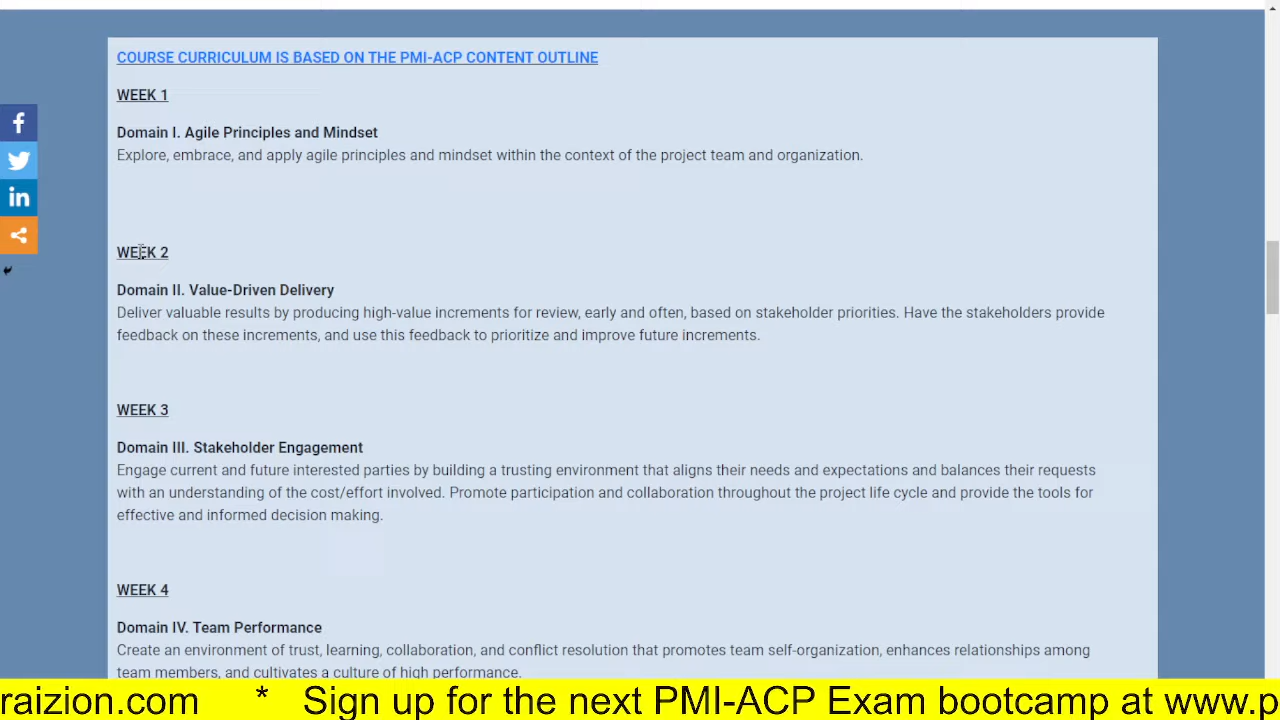 COURSE CURRICULUM IS BASED ON THE PMI-ACP CONTENT OUTLINE
WEEK 1
Domain I. Agile Principles and Mindset
Explore, embrace, and apply agile principles and mindset within the context of the project team and organization.
WEEK 2
Domain II. Value-Driven Delivery
Deliver valuable results by producing high-value increments for review, early and often, based on stakeholder priorities. Have the stakeholders provide
feedback on these increments, and use this feedback to prioritize and improve future increments.
WEEK 3
Domain III. Stakeholder Engagement
Engage current and future interested parties by building a trusting environment that aligns their needs and expectations and balances their requests
with an understanding of the cost/effort involved. Promote participation and collaboration throughout the project life cycle and provide the tools for
effective and informed decision making.
WEEK 4
Domain IV. Team Performance
Create an environment of trust, learning, collaboration, and conflict resolution that promotes team self-organization, enhances relationships among
team members, and cultivates a culture of high performance.
raizion.com * Sign up for the next PMI-ACP Exam bootcamp at www.p